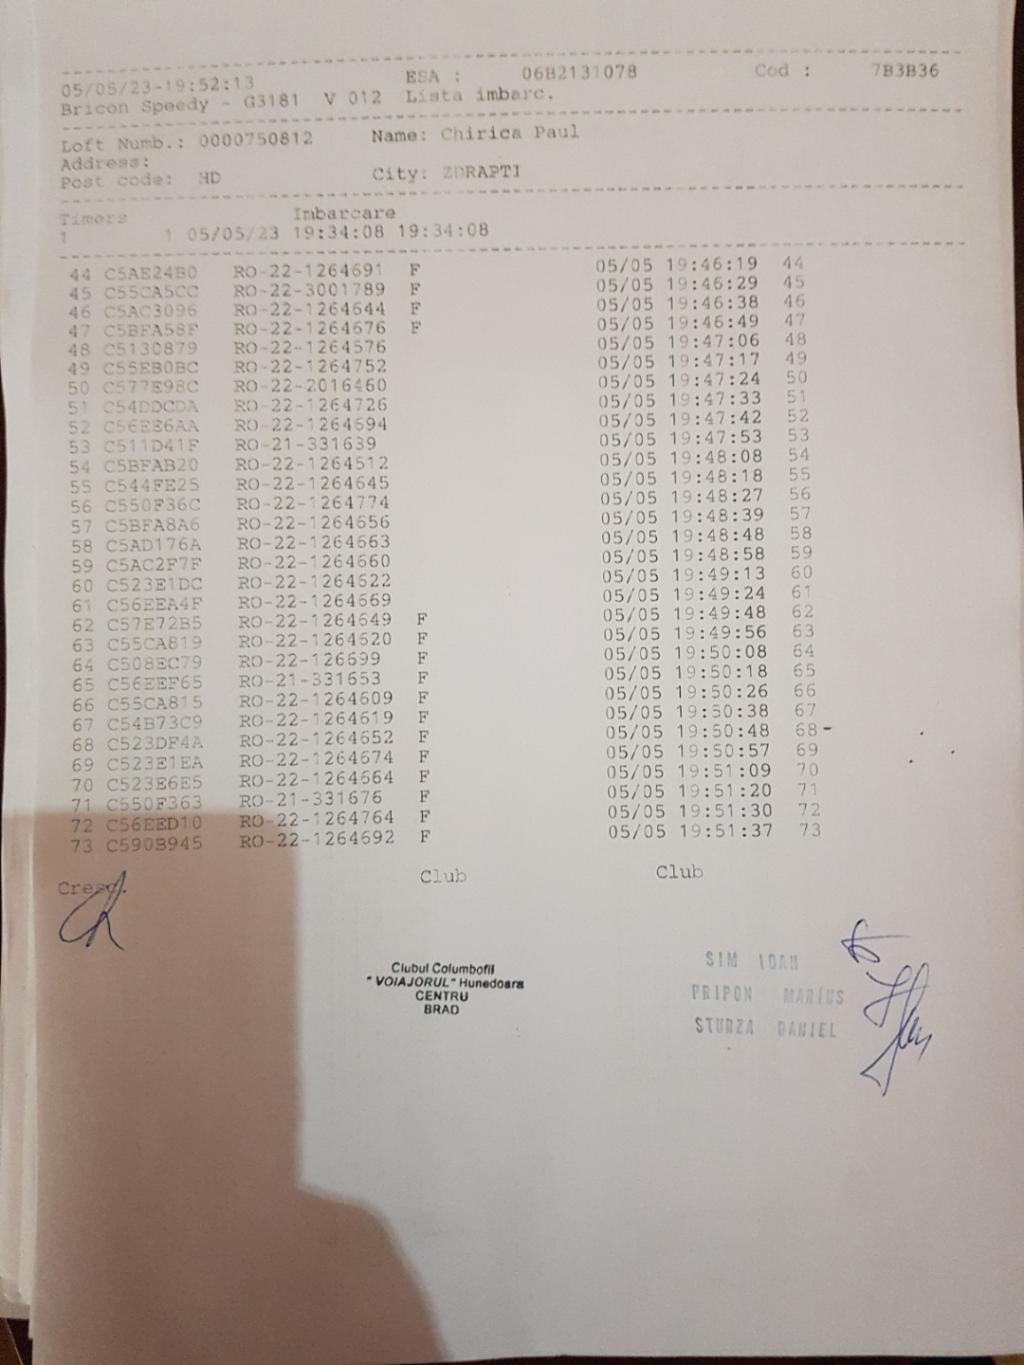 05/05/23-19:52:13 ESA : 06B2131078 Cod : 7B3B36
Bricon Speedy - G3181 V 012 Lista imbarc.
Loft Numb.: 0000750812 Name: Chirica Paul
Address:
Post code: HD City: ZDRAPTI
Timers Imbarcare
1 1 05/05/23 19:34:08 19:34:08
44 C5AE24B0 RO-22-1264691 F 05/05 19:46:19 44
45 C55CA5CC RO-22-3001789 F 05/05 19:46:29 45
46 C5AC3096 RO-22-1264644 F 05/05 19:46:38 46
47 C5BFA58F RO-22-1264676 F 05/05 19:46:49 47
48 C5130879 RO-22-1264576 05/05 19:47:06 48
49 C55EB0BC RO-22-1264752 05/05 19:47:17 49
50 C577E98C RO-22-2016460 05/05 19:47:24 50
51 C54DDCDA RO-22-1264726 05/05 19:47:33 51
52 C56EE6AA RO-22-1264694 05/05 19:47:42 52
53 C511D41F RO-21-331639 05/05 19:47:53 53
54 C5BFAB20 RO-22-1264512 05/05 19:48:08 54
55 C544FE25 RO-22-1264645 05/05 19:48:18 55
56 C550F36C RO-22-1264774 05/05 19:48:27 56
57 C5BFA8A6 RO-22-1264656 05/05 19:48:39 57
58 C5AD176A RO-22-1264663 05/05 19:48:48 58
59 C5AC2F7F RO-22-1264660 05/05 19:48:58 59
60 C523E1DC RO-22-1264522 05/05 19:49:13 60
61 C56EEA4F RO-22-1264669 05/05 19:49:24 61
62 C57E72B5 RO-22-1264649 F 05/05 19:49:48 62
63 C55CA819 RO-22-1264620 F 05/05 19:49:56 63
64 C508EC79 RO-22-126699 F 05/05 19:50:08 64
65 C56EEF65 RO-21-331653 F 05/05 19:50:18 65
66 C55CA815 RO-22-1264609 F 05/05 19:50:26 66
67 C54B73C9 RO-22-1264619 F 05/05 19:50:38 67
68 C523DF4A RO-22-1264652 F 05/05 19:50:48 68-
69 C523E1EA RO-22-1264674 F 05/05 19:50:57 69
70 C523E6E5 RO-22-1264664 F 05/05 19:51:09 70
71 C550F363 RO-21-331676 F 05/05 19:51:20 71
72 C56EED10 RO-22-1264764 F 05/05 19:51:30 72
73 C590B945 RO-22-1264692 F 05/05 19:51:37 73
Cresc. Club Club
Clubul Columbofil
"VOIAJORUL" Hunedoara
CENTRU
BRAD
SIM IOAN
PRIPON MARIUS
STURZA DANIEL